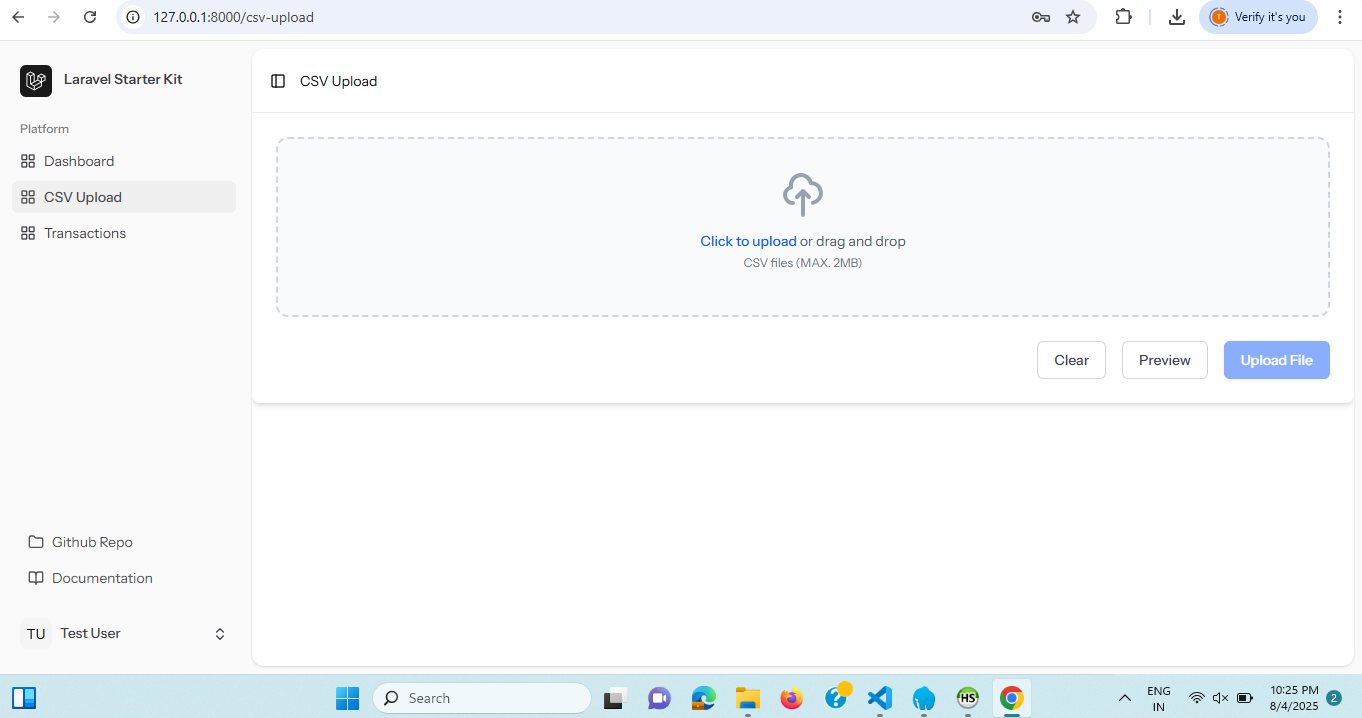 127.0.0.1:8000/csv-upload
Verify it's you
T
Laravel Starter Kit
CSV Upload
Platform
Dashboard
CSV Upload
Transactions
Click to upload or drag and drop
CSV files (MAX. 2MB)
Clear
Preview
Upload File
Github Repo
Documentation
TU
Test User
Search
HS
ENG
IN
10:25 PM
8/4/2025
2